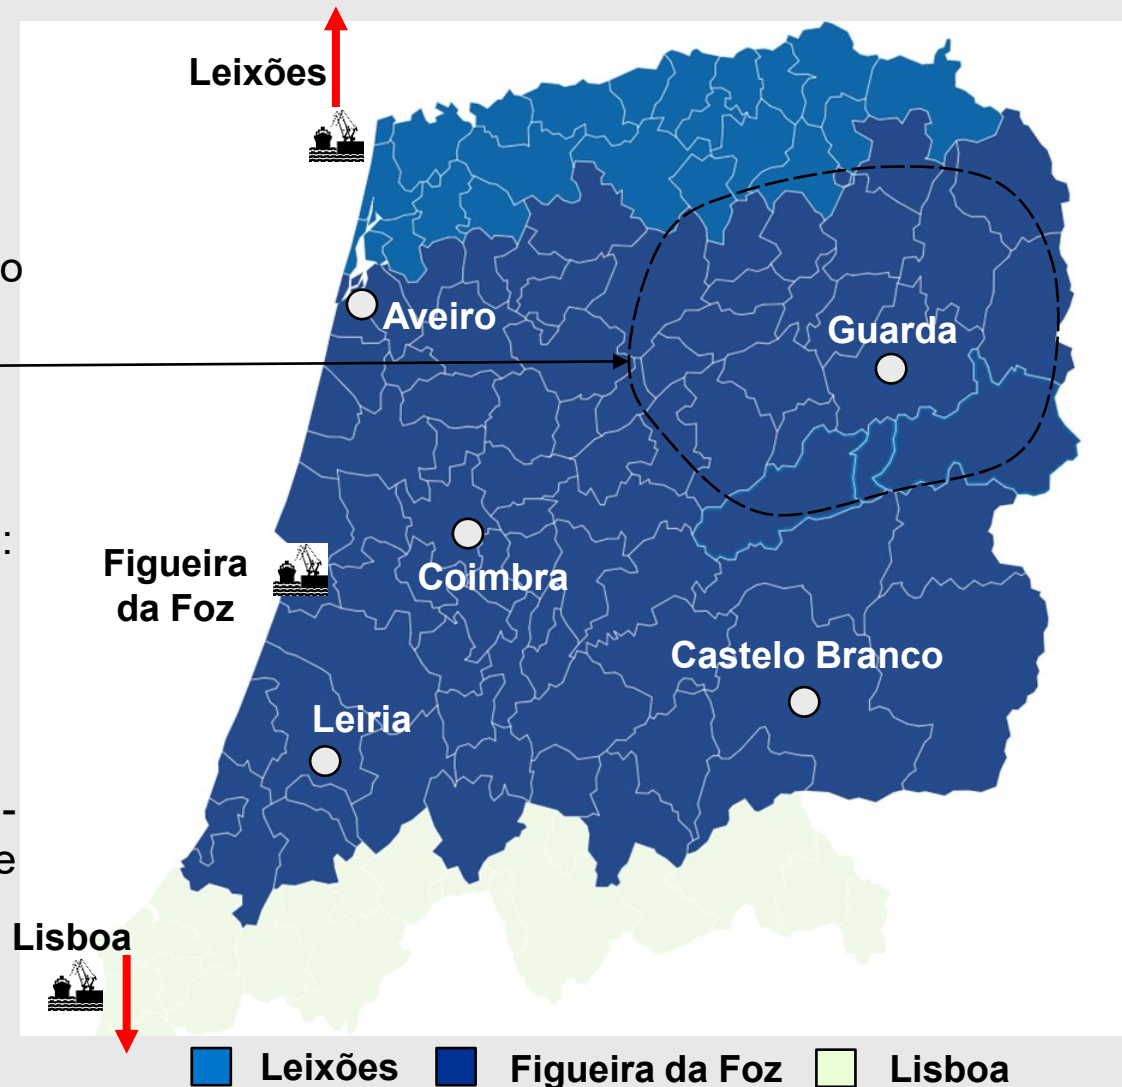 Leixões
o
Aveiro
Guarda
:
Figueira
da Foz
Coimbra
Castelo Branco
Leiria
-
e
Lisboa
Leixões
Figueira da Foz
Lisboa